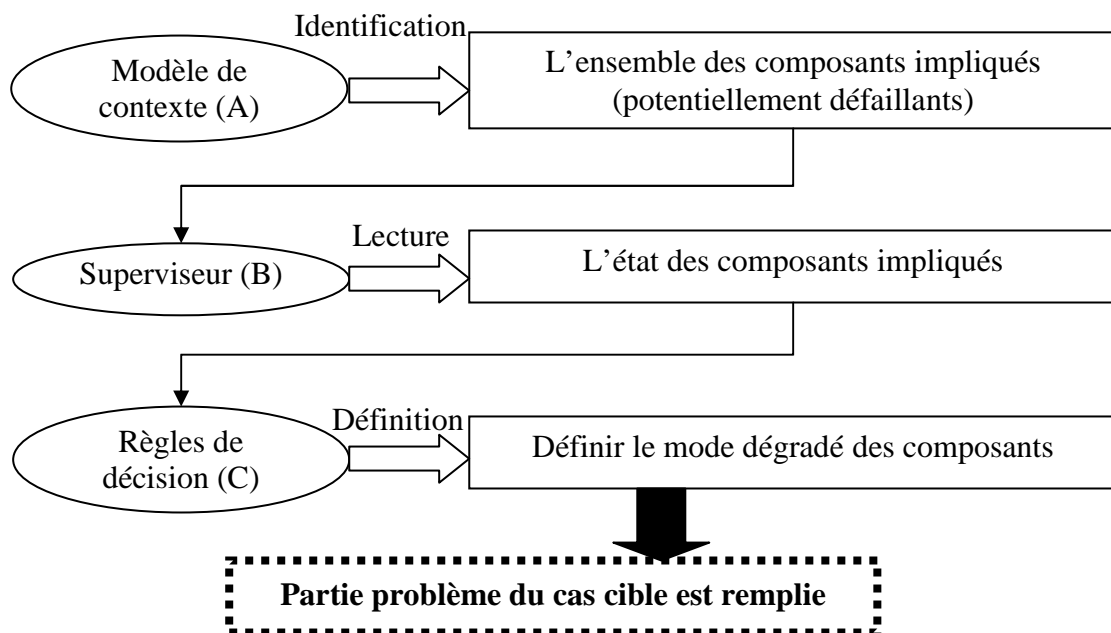 Identification
Modèle de
contexte (A)
L’ensemble des composants impliqués
(potentiellement défaillants)
Lecture
Superviseur (B)
L’état des composants impliqués
Définition
Règles de
décision (C)
Définir le mode dégradé des composants
Partie problème du cas cible est remplie